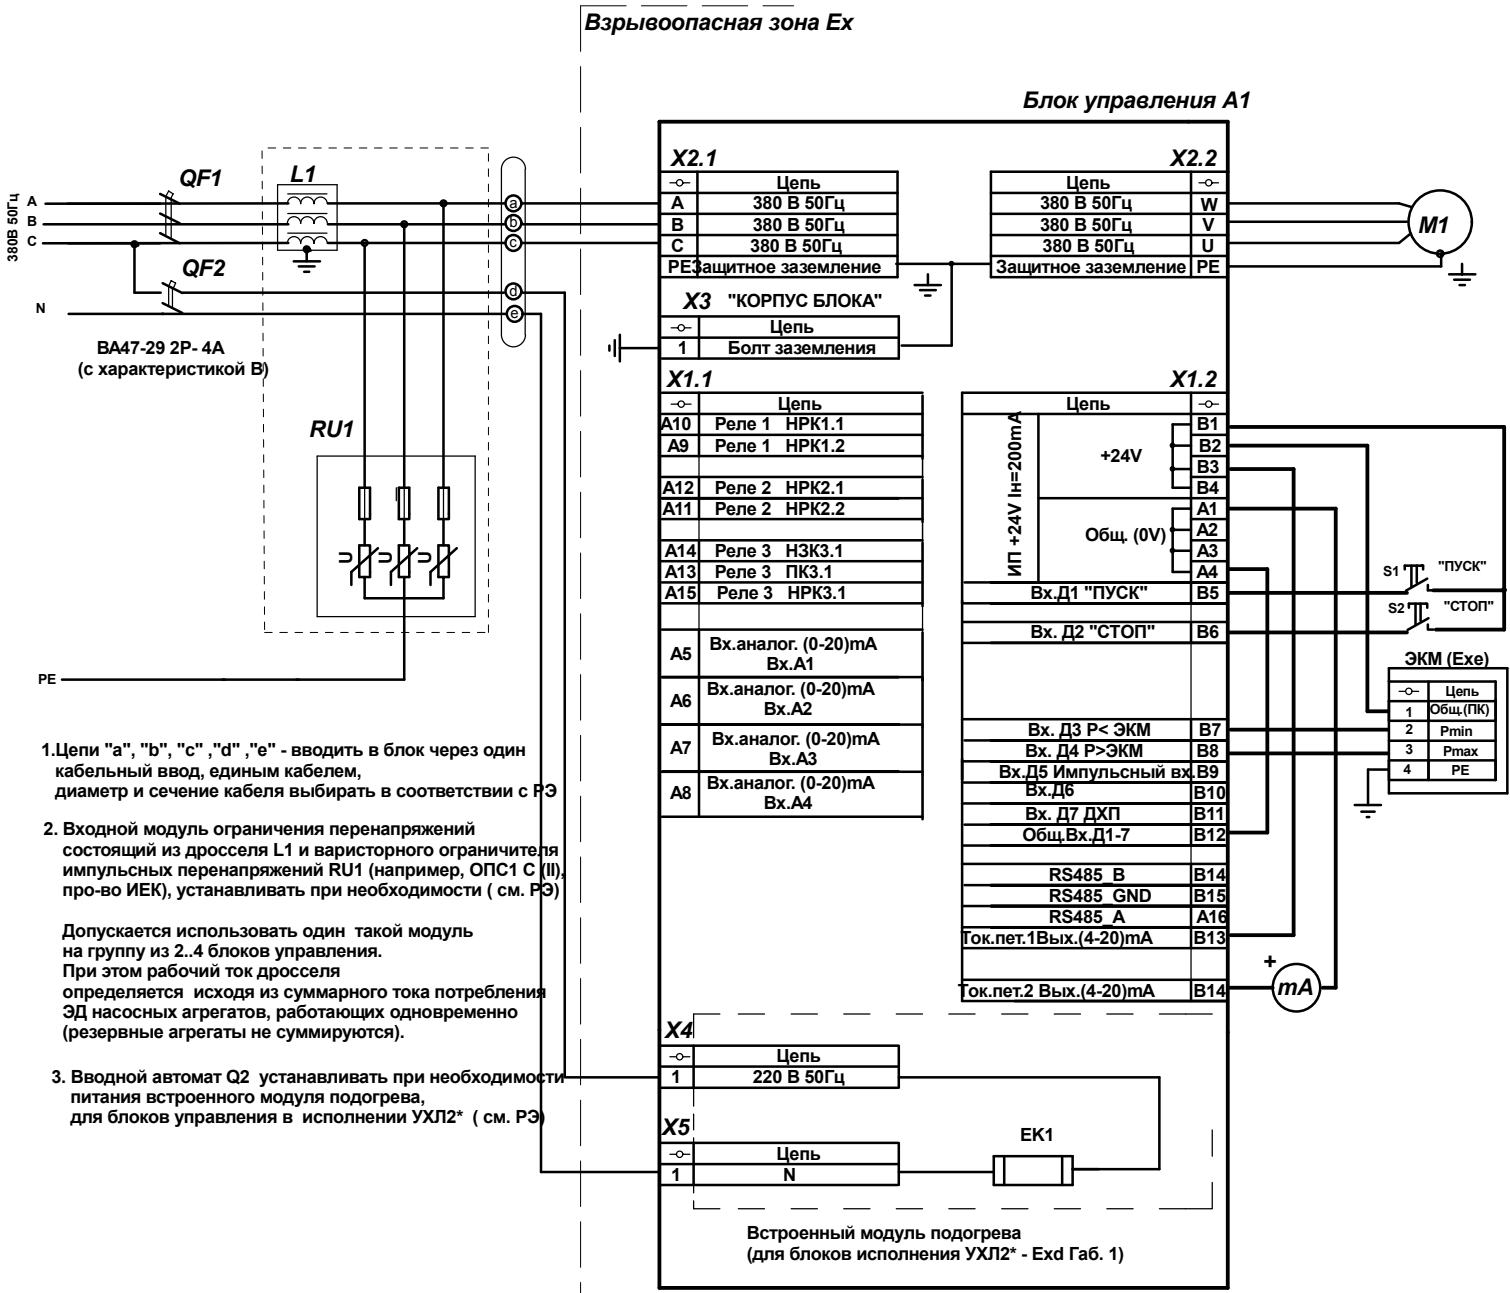 Взрывоопасная зона Ex
Блок управления А1
X2.1
Цепь
A 380 В 50Гц
B 380 В 50Гц
C 380 В 50Гц
PE Защитное заземление
X2.2
Цепь
380 В 50Гц W
380 В 50Гц V
380 В 50Гц U
Защитное заземление PE
M1
QF1
L1
380В 50Гц
A
B
C
a
b
c
QF2
d
e
N
ВА47-29 2Р- 4А
(с характеристикой В)
RU1
U U U
PE
X3 "КОРПУС БЛОКА"
Цепь
1 Болт заземления
X1.1
Цепь
A10 Реле 1 НРК1.1
A9 Реле 1 НРК1.2
A12 Реле 2 НРК2.1
A11 Реле 2 НРК2.2
A14 Реле 3 НЗК3.1
A13 Реле 3 ПК3.1
A15 Реле 3 НРК3.1
A5 Вх.аналог. (0-20)mA
Вх.А1
A6 Вх.аналог. (0-20)mA
Вх.А2
A7 Вх.аналог. (0-20)mA
Вх.А3
A8 Вх.аналог. (0-20)mA
Вх.А4
X1.2
Цепь
ИП +24V Iн=200mA
+24V
B1
B2
B3
B4
Общ. (0V)
A1
A2
A3
A4
Вх.Д1 "ПУСК" B5
Вх. Д2 "СТОП" B6
Вх. Д3 Р< ЭКМ B7
Вх. Д4 Р>ЭКМ B8
Вх.Д5 Импульсный вх. B9
Вх.Д6 B10
Вх. Д7 ДХП B11
Общ.Вх.Д1-7 B12
RS485_B B14
RS485_GND B15
RS485_A A16
Ток.пет.1Вых.(4-20)mA B13
Ток.пет.2 Вых.(4-20)mA B14
S1 "ПУСК"
S2 "СТОП"
ЭКМ (Exe)
Цепь
1 Общ.(ПК)
2 Pmin
3 Pmax
4 PE
+
mA
1.Цепи "a", "b", "c" ,"d" ,"e" - вводить в блок через один
кабельный ввод, единым кабелем,
диаметр и сечение кабеля выбирать в соответствии с РЭ
2. Входной модуль ограничения перенапряжений
состоящий из дросселя L1 и варисторного ограничителя
импульсных перенапряжений RU1 (например, ОПС1 С (II),
про-во ИЕК), устанавливать при необходимости ( см. РЭ)
Допускается использовать один такой модуль
на группу из 2..4 блоков управления.
При этом рабочий ток дросселя
определяется исходя из суммарного тока потребления
ЭД насосных агрегатов, работающих одновременно
(резервные агрегаты не суммируются).
3. Вводной автомат Q2 устанавливать при необходимости
питания встроенного модуля подогрева,
для блоков управления в исполнении УХЛ2* ( см. РЭ)
X4
Цепь
1 220 В 50Гц
X5
Цепь
1 N
EK1
Встроенный модуль подогрева
(для блоков исполнения УХЛ2* - Exd Габ. 1)